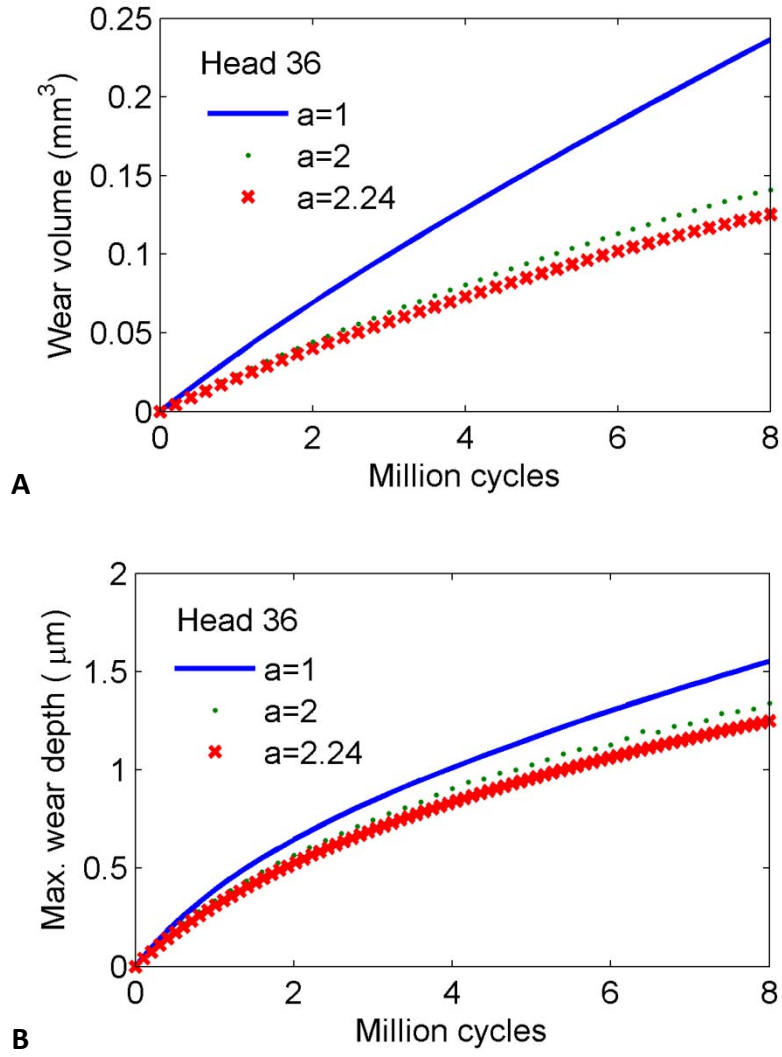 0.25
0.2
0.15
0.1
0.05
0
Wear volume (mm³)
Head 36
a=1
a=2
a=2.24
0 2 4 6 8
Million cycles
A
2
1.5
1
0.5
0
Max. wear depth ( μm)
Head 36
a=1
a=2
a=2.24
0 2 4 6 8
Million cycles
B